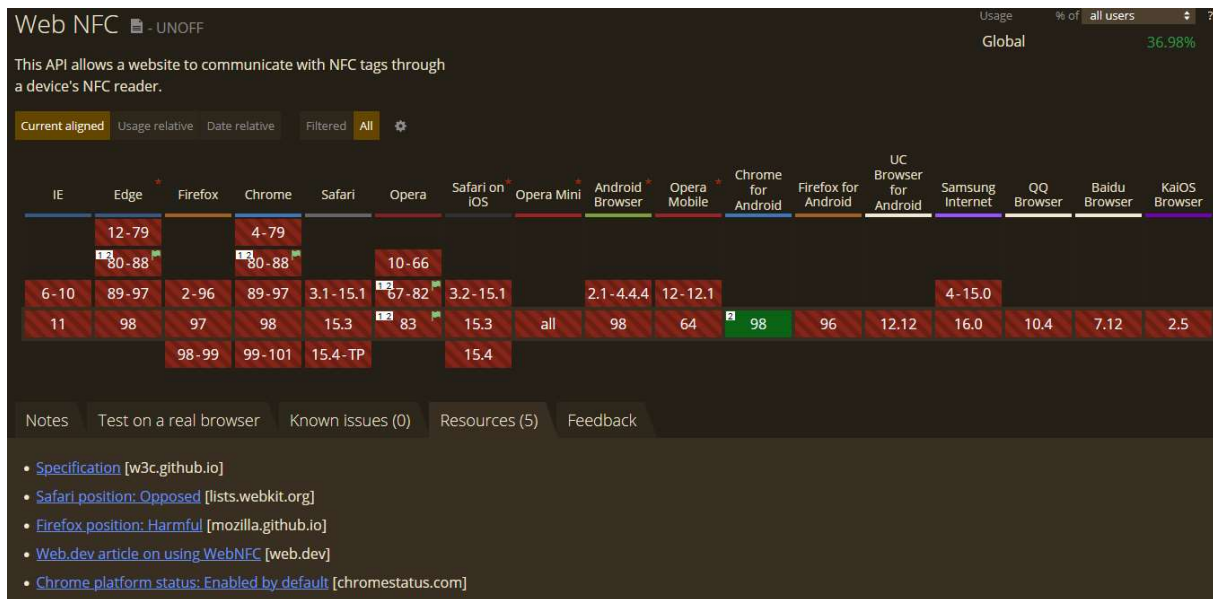 Web NFC - UNOFF
Usage % of all users ?
Global 36.98%
This API allows a website to communicate with NFC tags through
a device's NFC reader.
Current aligned Usage relative Date relative Filtered All
IE Edge * Firefox Chrome Safari Opera Safari on iOS * Opera Mini * Android Browser * Opera Mobile * Chrome for Android Firefox for Android UC Browser for Android Samsung Internet QQ Browser Baidu Browser KaiOS Browser
12-79 4-79
1 2 80-88 1 2 80-88 10-66
6-10 89-97 2-96 89-97 3.1-15.1 1 2 67-82 3.2-15.1 2.1-4.4.4 12-12.1 4-15.0
11 98 97 98 15.3 1 2 83 15.3 all 98 64 2 98 96 12.12 16.0 10.4 7.12 2.5
98-99 99-101 15.4-TP 15.4
Notes Test on a real browser Known issues (0) Resources (5) Feedback
• Specification [w3c.github.io]
• Safari position: Opposed [lists.webkit.org]
• Firefox position: Harmful [mozilla.github.io]
• Web.dev article on using WebNFC [web.dev]
• Chrome platform status: Enabled by default [chromestatus.com]